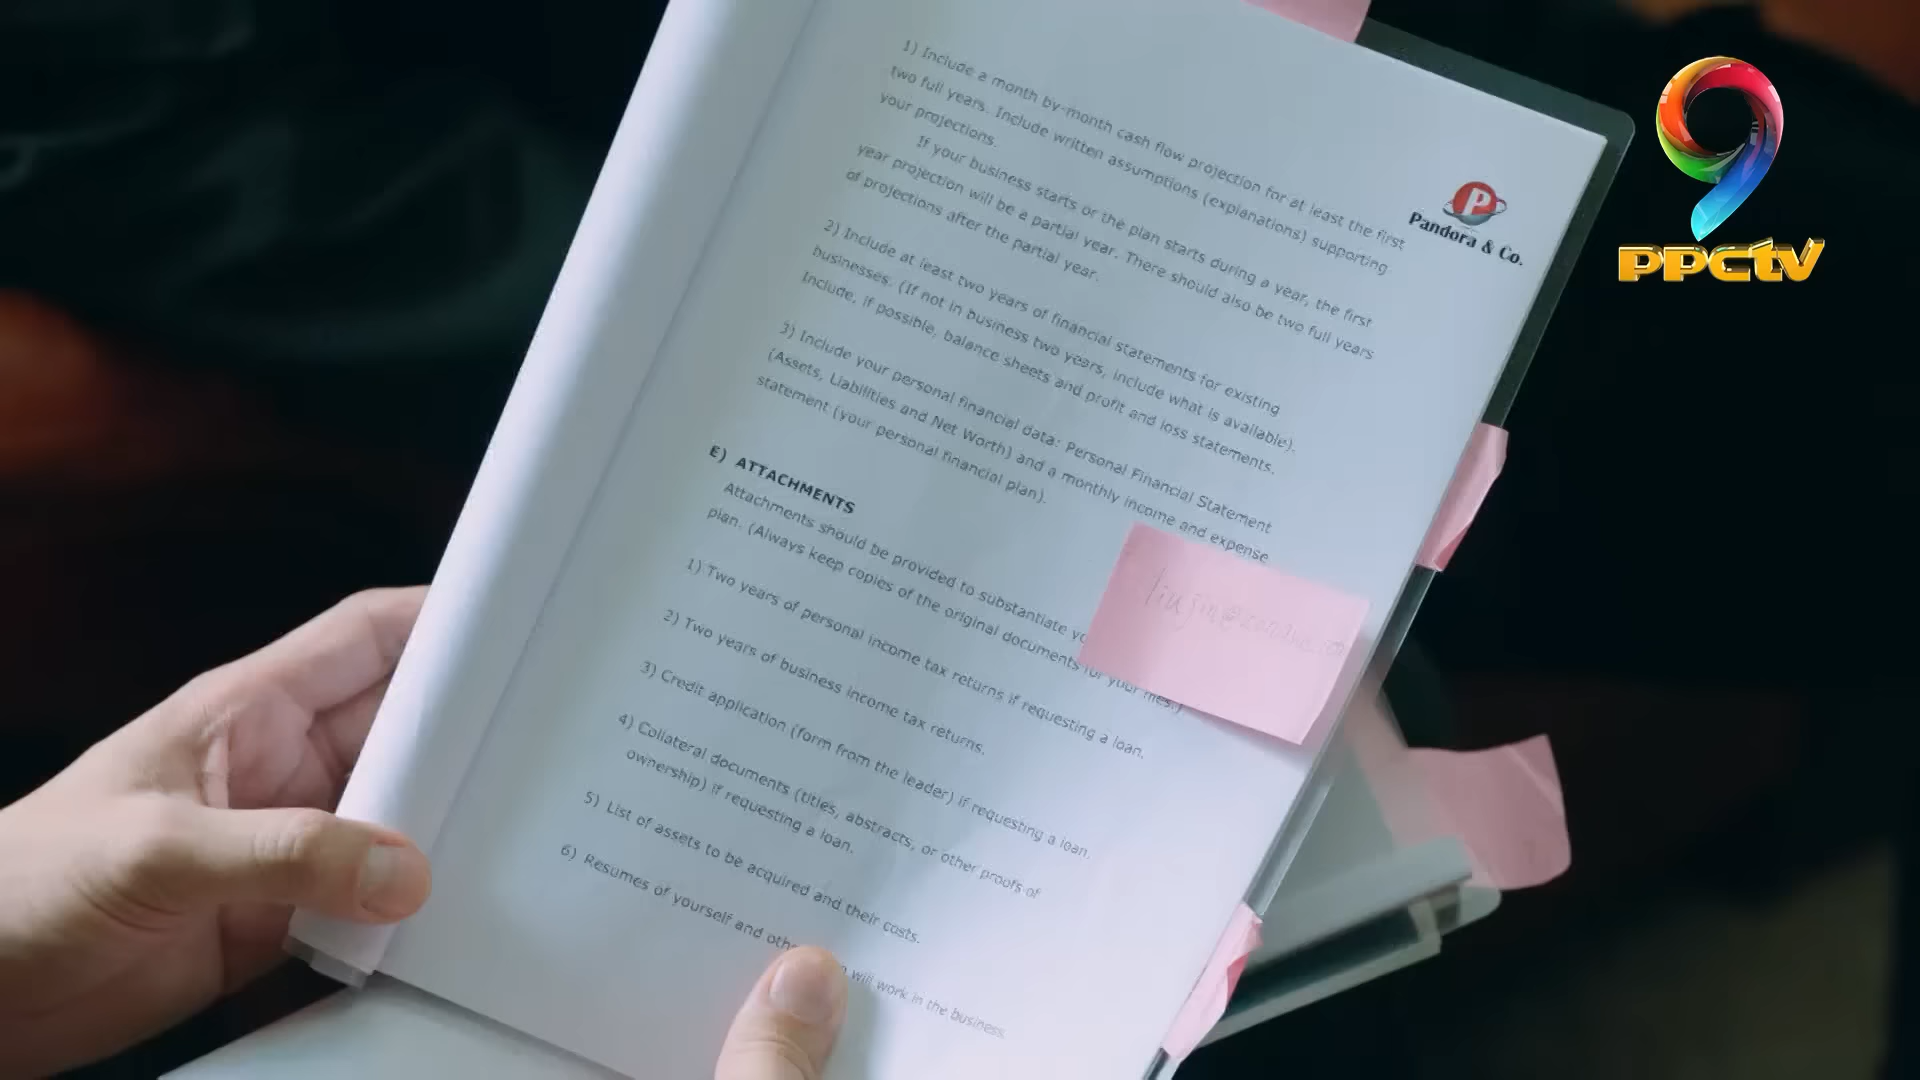 1) Include a month by-month cash flow projection for at least the first
two full years. Include written assumptions (explanations) supporting
your projections.
If your business starts or the plan starts during a year, the first
year projection will be a partial year. There should also be two full years
of projections after the partial year.
2) Include at least two years of financial statements for existing
businesses. (If not in business two years, include what is available).
Include, if possible, balance sheets and profit and loss statements.
3) Include your personal financial data: Personal Financial Statement
(Assets, Liabilities and Net Worth) and a monthly income and expense
statement (your personal financial plan).
E) ATTACHMENTS
Attachments should be provided to substantiate
plan. (Always keep copies of the original documents for your files.)
1) Two years of personal income tax returns if requesting a loan.
2) Two years of business income tax returns.
3) Credit application (form from the leader) if requesting a loan.
4) Collateral documents (titles, abstracts, or other proofs of
ownership) if requesting a loan.
5) List of assets to be acquired and their costs.
6) Resumes of yourself and will work in the business.
P
Pandora & Co.
9
PPCtv